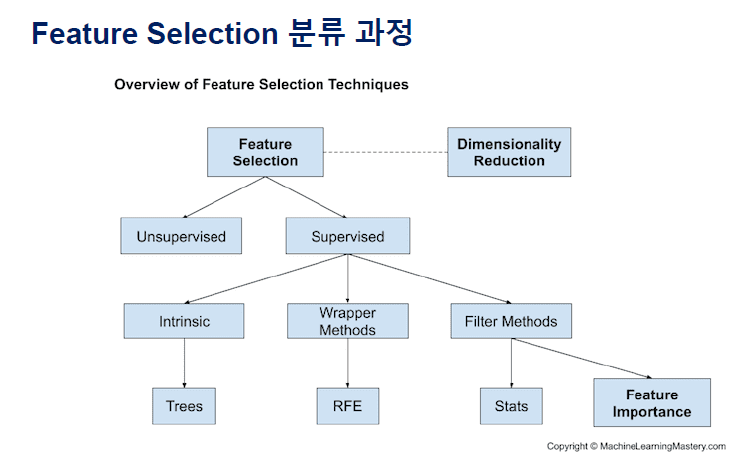 Feature Selection 분류 과정
Overview of Feature Selection Techniques
Feature
Selection
Dimensionality
Reduction
Unsupervised
Supervised
Intrinsic
Wrapper
Methods
Filter Methods
Trees
RFE
Stats
Feature
Importance
Copyright © MachineLearningMastery.com